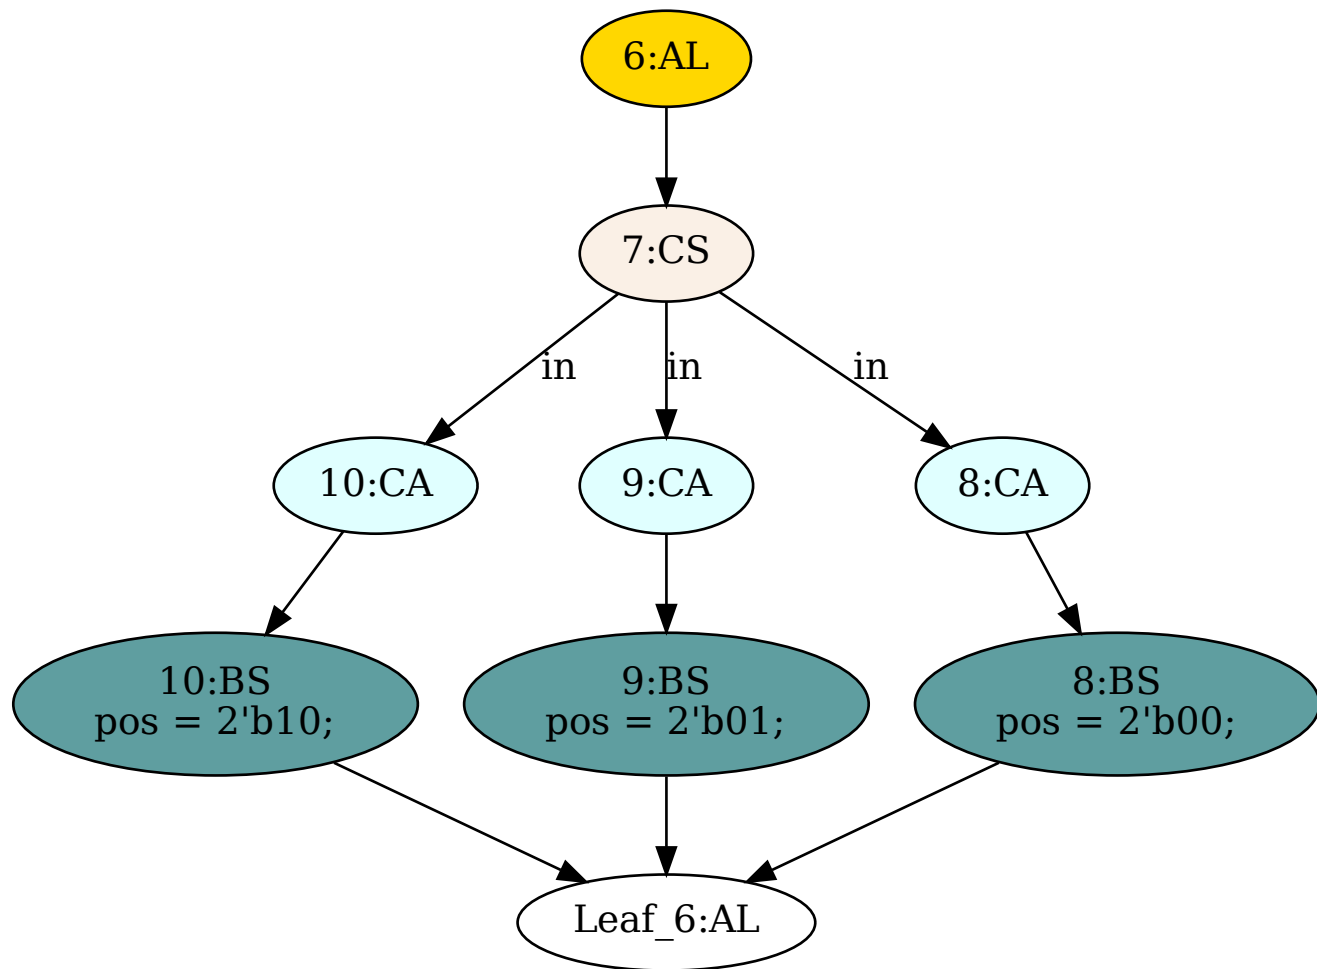 6:AL
7:CS
in
in
in
10:CA
9:CA
8:CA
10:BS
pos = 2'b10;
9:BS
pos = 2'b01;
8:BS
pos = 2'b00;
Leaf_6:AL